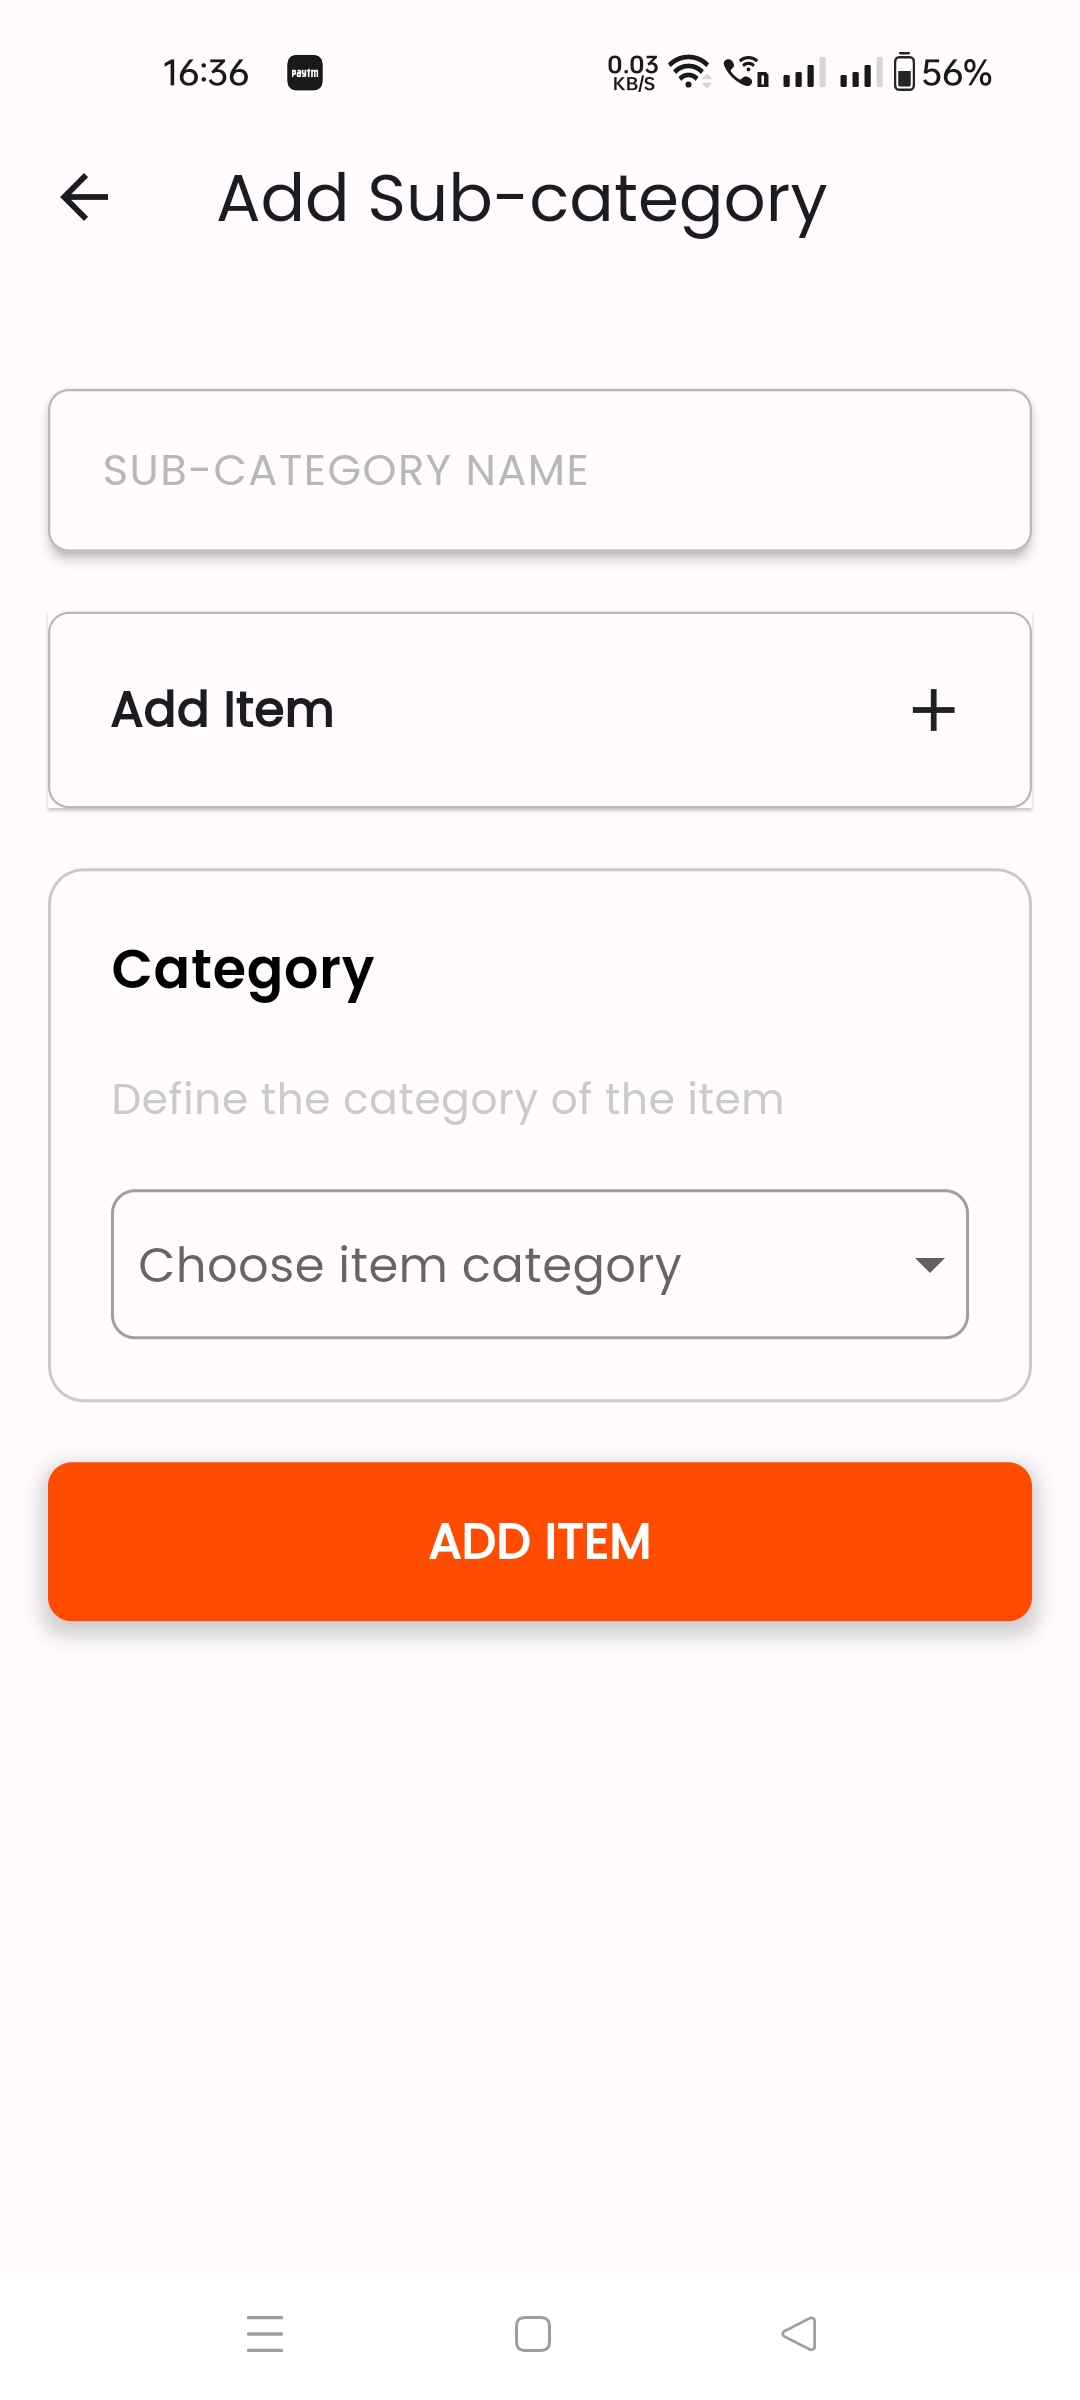 16:36 paytm 0.03 KB/S 56%
Add Sub-category
SUB-CATEGORY NAME
Add Item
Category
Define the category of the item
Choose item category
ADD ITEM